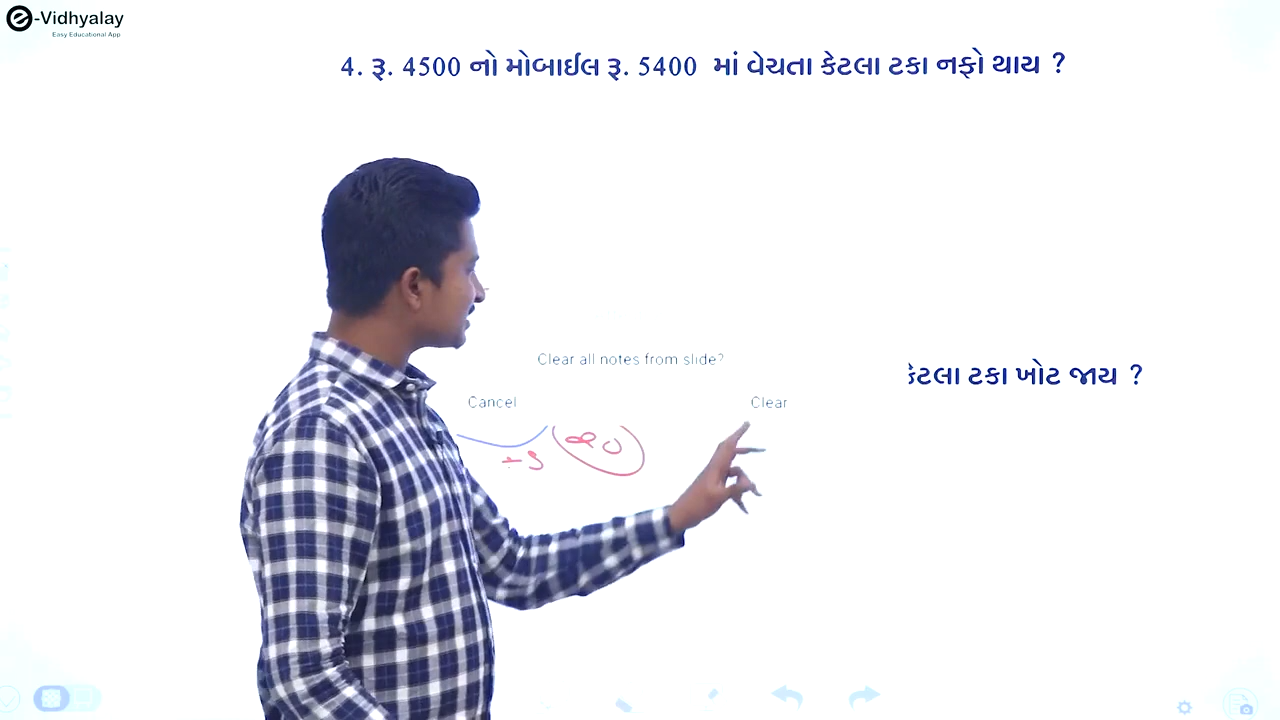 e-Vidhyalay
Easy Educational App
4. રૂ. 4500 નો મોબાઈલ રૂ. 5400 માં વેચતા કેટલા ટકા નફો થાય ?
Clear all notes from slide?
કેટલા ટકા ખોટ જાય ?
Cancel
Clear